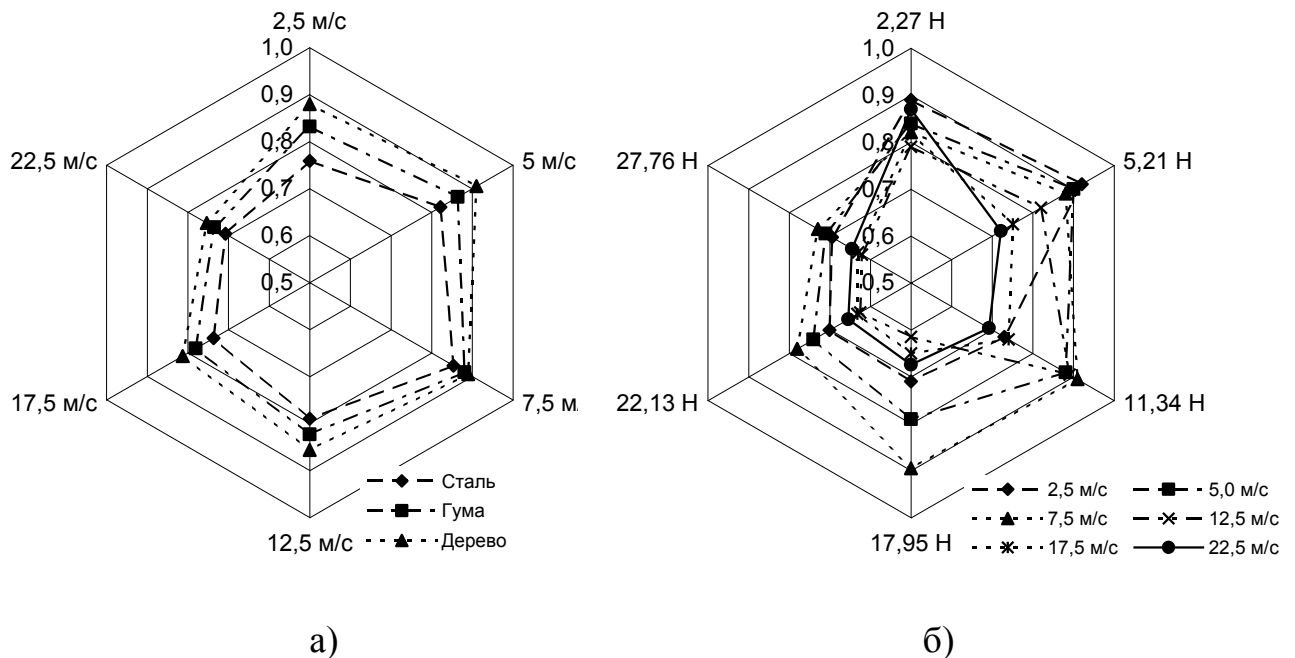 2,5 м/с
1,0
0,9
0,8
0,7
0,6
0,5
5 м/с
7,5 м/
12,5 м/с
17,5 м/с
22,5 м/с
Сталь
Гума
Дерево
а)
2,27 Н
1,0
0,9
0,8
0,7
0,6
0,5
5,21 Н
11,34 Н
17,95 Н
22,13 Н
27,76 Н
2,5 м/с 5,0 м/с
7,5 м/с 12,5 м/с
17,5 м/с 22,5 м/с
б)